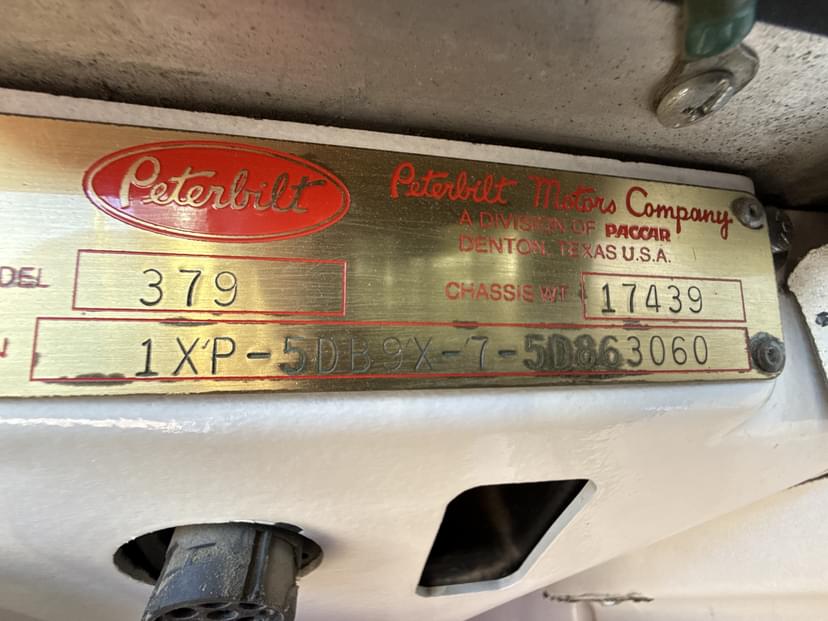 Peterbilt
Peterbilt Motors Company
A DIVISION OF PACCAR
DENTON, TEXAS U.S.A.
DEL 379
CHASSIS WT 17439
N 1XP-5DB9X-7-5D863060